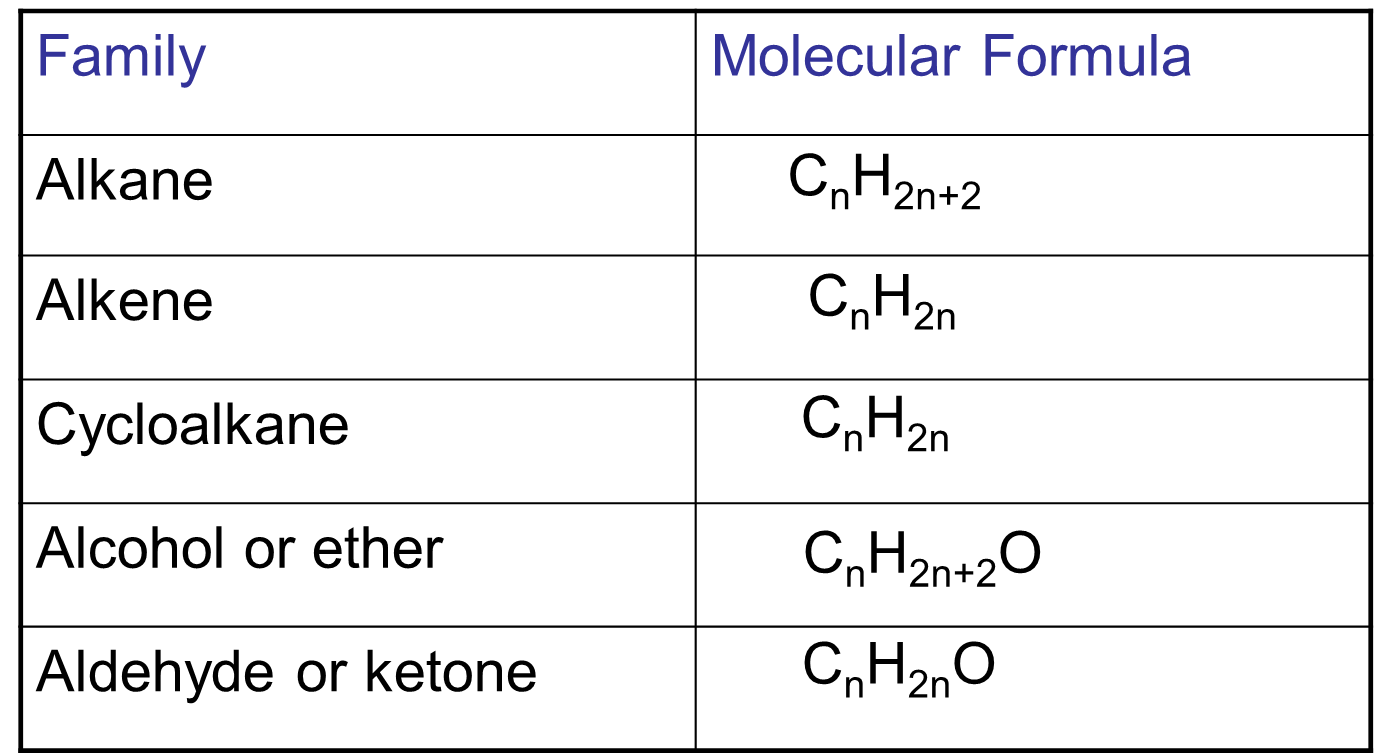 Family Molecular Formula
Alkane CₙH₂ₙ₊₂
Alkene CₙH₂ₙ
Cycloalkane CₙH₂ₙ
Alcohol or ether CₙH₂ₙ₊₂O
Aldehyde or ketone CₙH₂ₙO